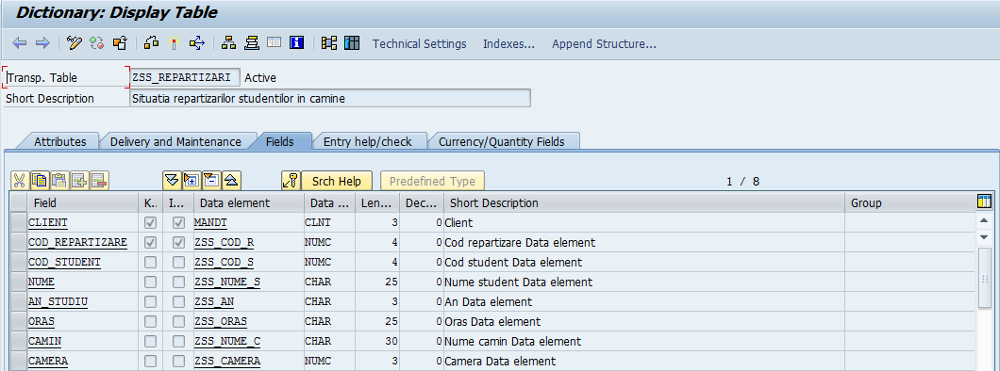 Dictionary: Display Table
Technical Settings Indexes... Append Structure...
Transp. Table ZSS_REPARTIZARI Active
Short Description Situatia repartizarilor studentilor in camine
Attributes Delivery and Maintenance Fields Entry help/check Currency/Quantity Fields
Srch Help Predefined Type 1 / 8
Field K.. I... Data element Data ... Len... Dec... Short Description Group
CLIENT MANDT CLNT 3 0 Client
COD_REPARTIZARE ZSS_COD_R NUMC 4 0 Cod repartizare Data element
COD_STUDENT ZSS_COD_S NUMC 4 0 Cod student Data element
NUME ZSS_NUME_S CHAR 25 0 Nume student Data element
AN_STUDIU ZSS_AN CHAR 3 0 An Data element
ORAS ZSS_ORAS CHAR 25 0 Oras Data element
CAMIN ZSS_NUME_C CHAR 30 0 Nume camin Data element
CAMERA ZSS_CAMERA NUMC 3 0 Camera Data element